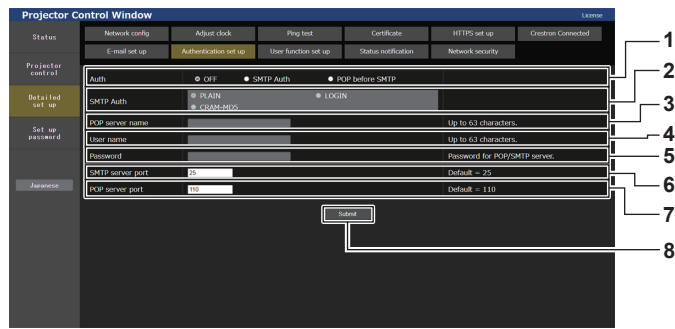 Projector Control Window
License
Status
Network config
Adjust clock
Ping test
Certificate
HTTPS set up
Crestron Connected
E-mail set up
Authentication set up
User function set up
Status notification
Network security
Projector
control
Detailed
set up
Set up
password
Japanese
Auth
OFF
SMTP Auth
POP before SMTP
SMTP Auth
PLAIN
LOGIN
CRAM-MD5
POP server name
Up to 63 characters.
User name
Up to 63 characters.
Password
Password for POP/SMTP server.
SMTP server port
25
Default = 25
POP server port
110
Default = 110
Submit
1
2
3
4
5
6
7
8